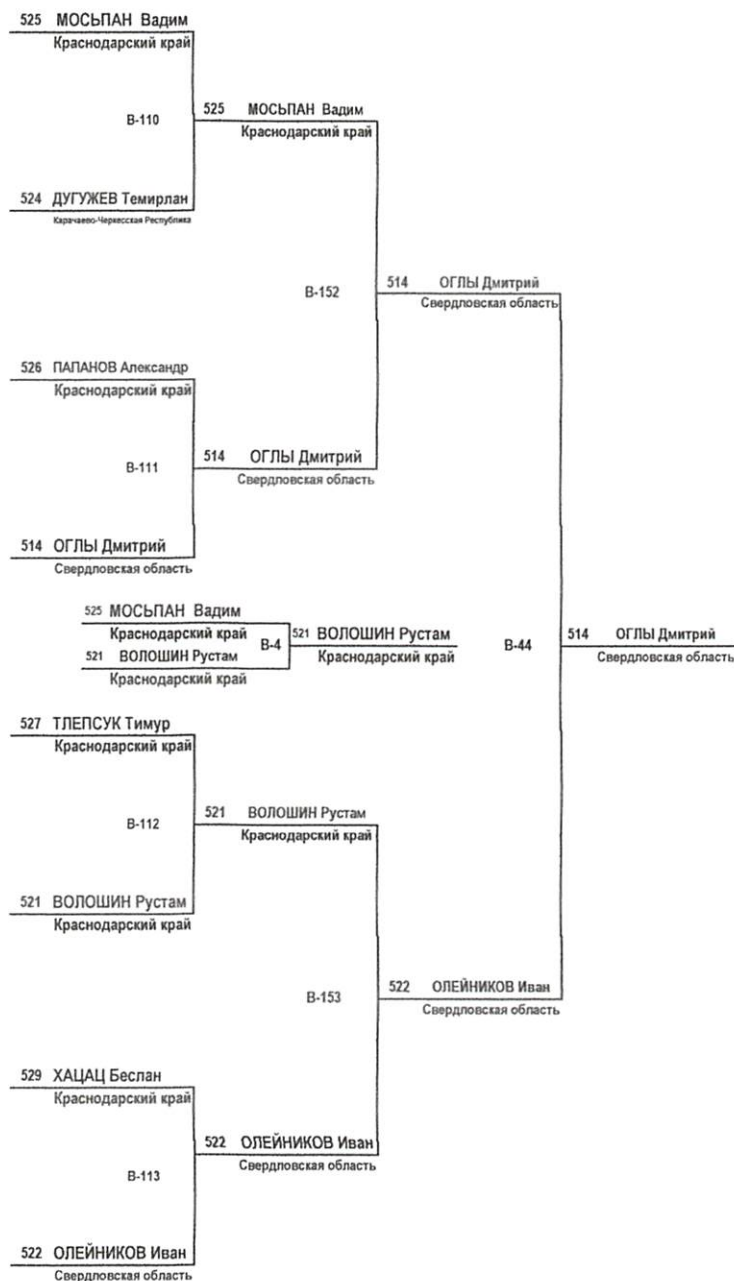 525 МОСЬПАН Вадим
Краснодарский край
B-110
525 МОСЬПАН Вадим
Краснодарский край
524 ДУГУЖЕВ Темирлан
Карачаево-Черкесская Республика
B-152
514 ОГЛЫ Дмитрий
Свердловская область
526 ПАПАНОВ Александр
Краснодарский край
B-111
514 ОГЛЫ Дмитрий
Свердловская область
514 ОГЛЫ Дмитрий
Свердловская область
525 МОСЬПАН Вадим
Краснодарский край
B-4
521 ВОЛОШИН Рустам
Краснодарский край
521 ВОЛОШИН Рустам
Краснодарский край
B-44
514 ОГЛЫ Дмитрий
Свердловская область
527 ТЛЕПСУК Тимур
Краснодарский край
B-112
521 ВОЛОШИН Рустам
Краснодарский край
521 ВОЛОШИН Рустам
Краснодарский край
B-153
522 ОЛЕЙНИКОВ Иван
Свердловская область
529 ХАЦАЦ Беслан
Краснодарский край
B-113
522 ОЛЕЙНИКОВ Иван
Свердловская область
522 ОЛЕЙНИКОВ Иван
Свердловская область